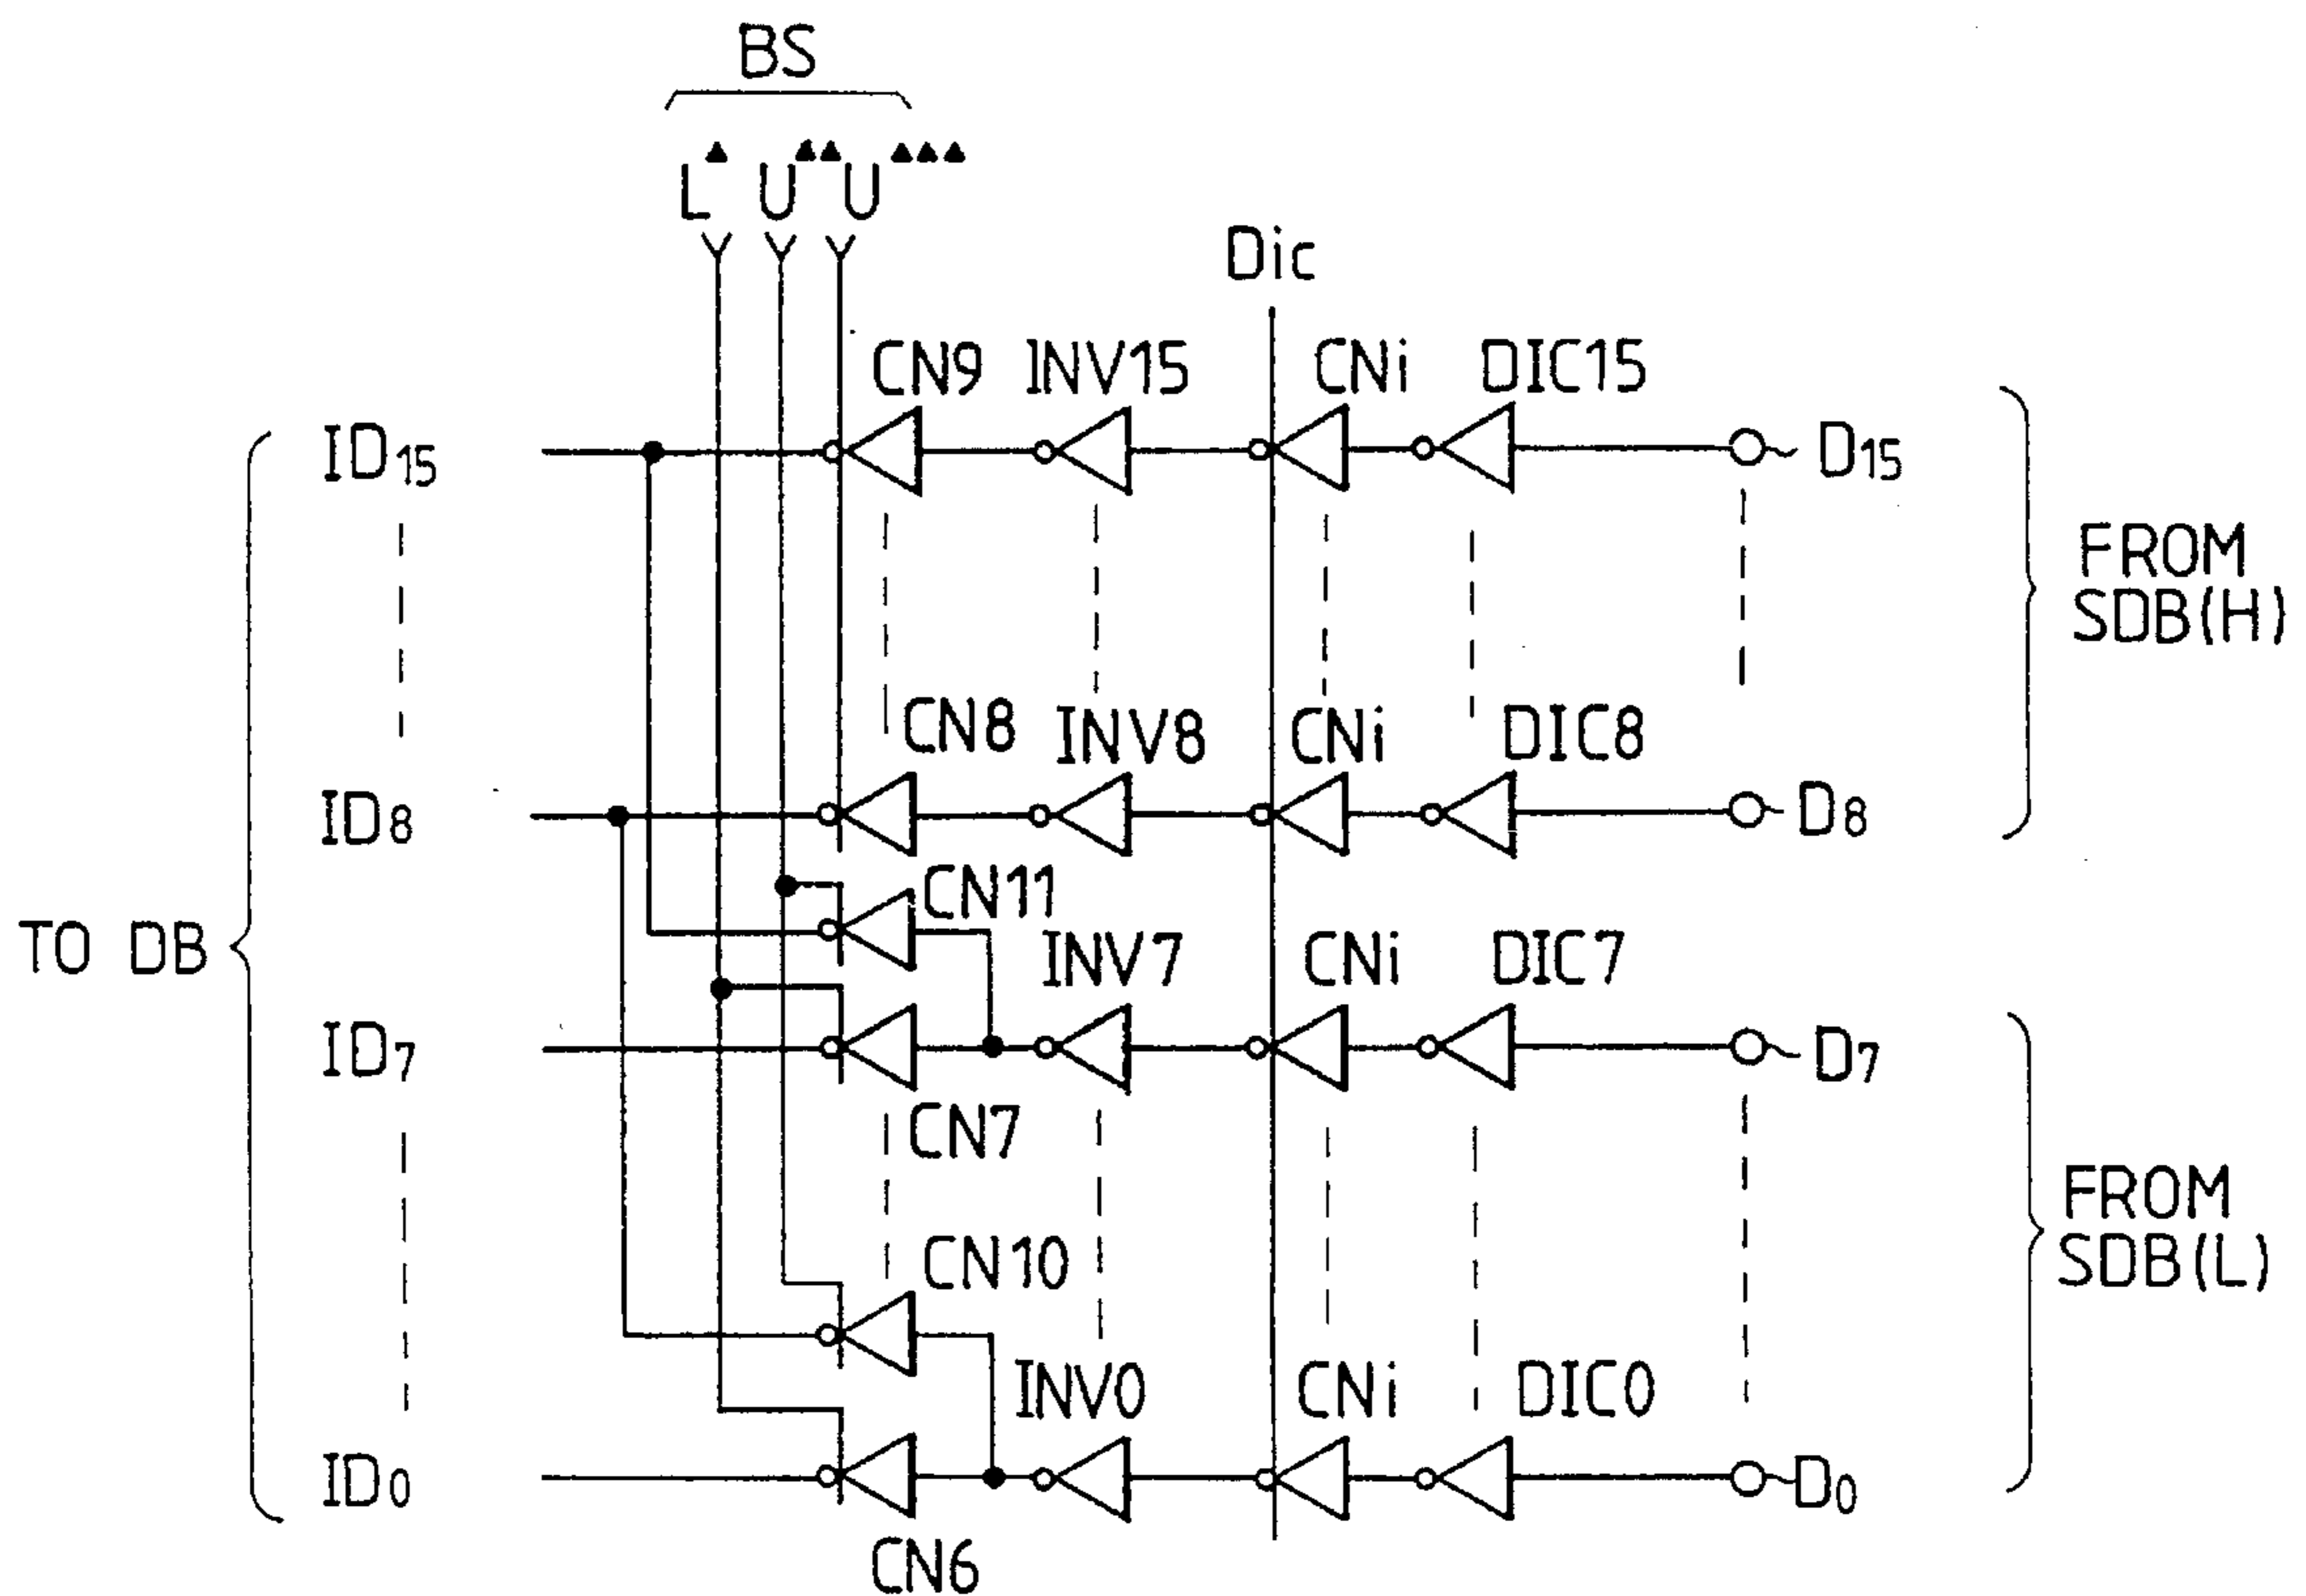 BS
L▲ U▲▲ U▲▲▲
Dic
CN9 INV15 CNi DIC15
ID15 D15
FROM
SDB(H)
CN8 INV8 CNi DIC8
ID8 D8
CN11
TO DB
INV7 CNi DIC7
ID7 D7
CN7
FROM
SDB(L)
CN10
INV0 CNi DIC0
ID0 D0
CN6